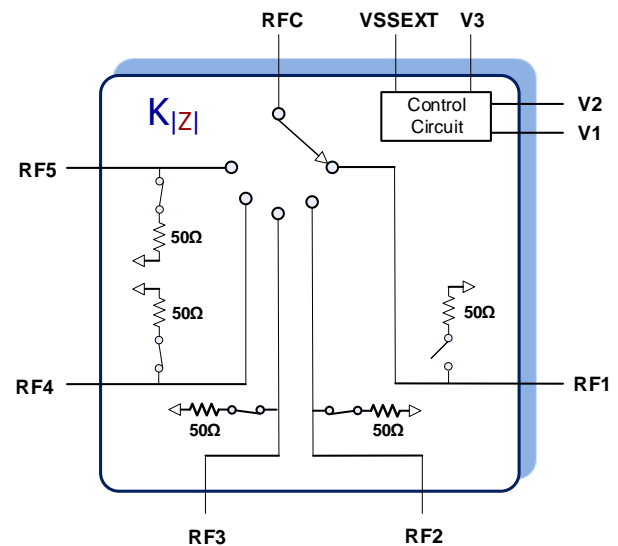 RFC
VSSEXT
V3
K|Z|
Control
Circuit
V2
V1
RF5
50Ω
50Ω
50Ω
RF4
RF1
50Ω
50Ω
RF3
RF2